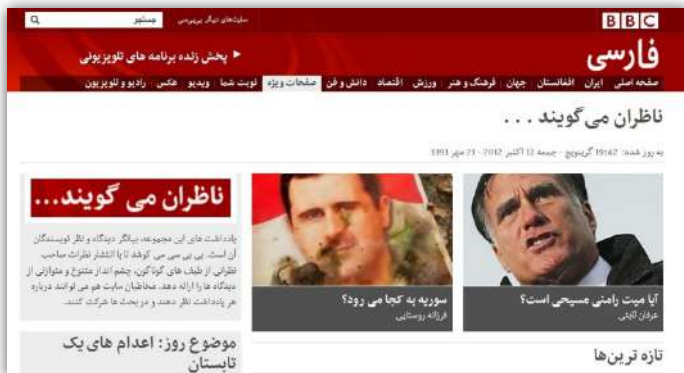 BBC
سایت‌های دیگر بی‌بی‌سی
جستجو
فارسی
پخش زنده برنامه های تلویزیونی
صفحه اصلی ایران افغانستان جهان فرهنگ و هنر ورزش اقتصاد دانش و فن صفحات ویژه نوبت شما ویدیو عکس رادیو و تلویزیون
ناظران می‌گویند . . .
به روز شده: 19:42 گرینویچ - جمعه 12 اکتبر 2012 - 21 مهر 1391
آیا میت رامنی مسیحی است؟
عرفان ثابتی
سوریه به کجا می رود؟
فرزانه روستایی
ناظران می گویند...
یادداشت های این مجموعه، بیانگر دیدگاه و نظر نویسندگان
آن است. بی بی سی می کوشد تا با انتشار نظرات صاحب
نظرانی از طیف های گوناگون، چشم انداز متنوع و متوازنی از
دیدگاه ها را ارائه دهد. مخاطبان سایت هم می توانند درباره
هر یادداشت نظر دهند و در بحث ها شرکت کنند.
تازه ترین‌ها
موضوع روز: اعدام های یک
تابستان